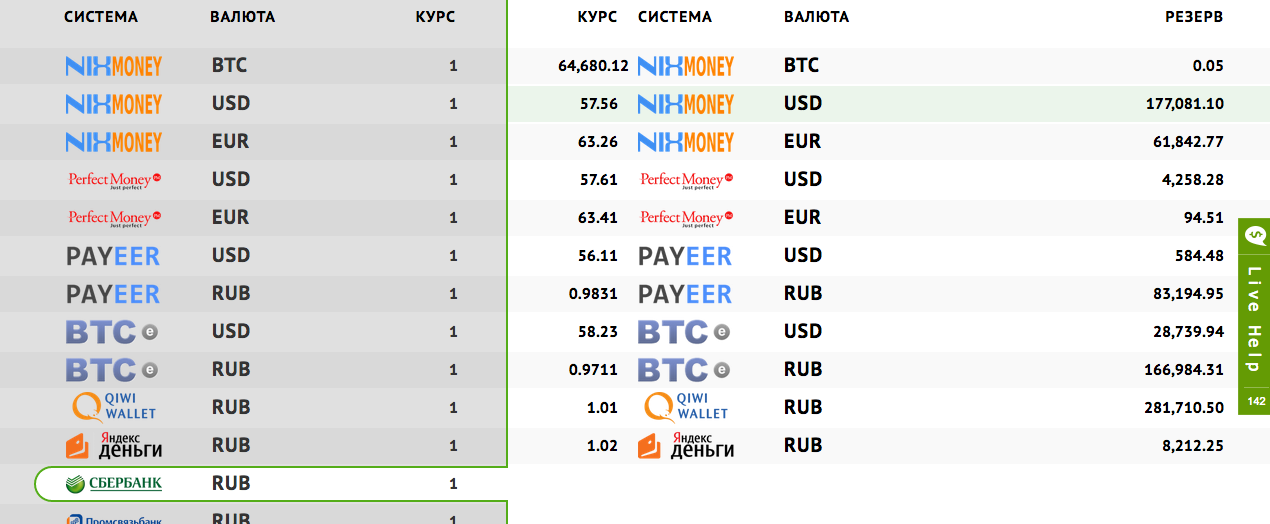 СИСТЕМА ВАЛЮТА КУРС КУРС СИСТЕМА ВАЛЮТА РЕЗЕРВ
NIXMONEY BTC 1 64,680.12 NIXMONEY BTC 0.05
NIXMONEY USD 1 57.56 NIXMONEY USD 177,081.10
NIXMONEY EUR 1 63.26 NIXMONEY EUR 61,842.77
Perfect Money PM Just perfect USD 1 57.61 Perfect Money PM Just perfect USD 4,258.28
Perfect Money PM Just perfect EUR 1 63.41 Perfect Money PM Just perfect EUR 94.51
PAYEER USD 1 56.11 PAYEER USD 584.48
PAYEER RUB 1 0.9831 PAYEER RUB 83,194.95
BTC e USD 1 58.23 BTC e USD 28,739.94
BTC e RUB 1 0.9711 BTC e RUB 166,984.31
QIWI WALLET RUB 1 1.01 QIWI WALLET RUB 281,710.50
Яндекс деньги RUB 1 1.02 Яндекс деньги RUB 8,212.25
СБЕРБАНК RUB 1
Промсвязьбанк RUB 1
$ Live Help
142